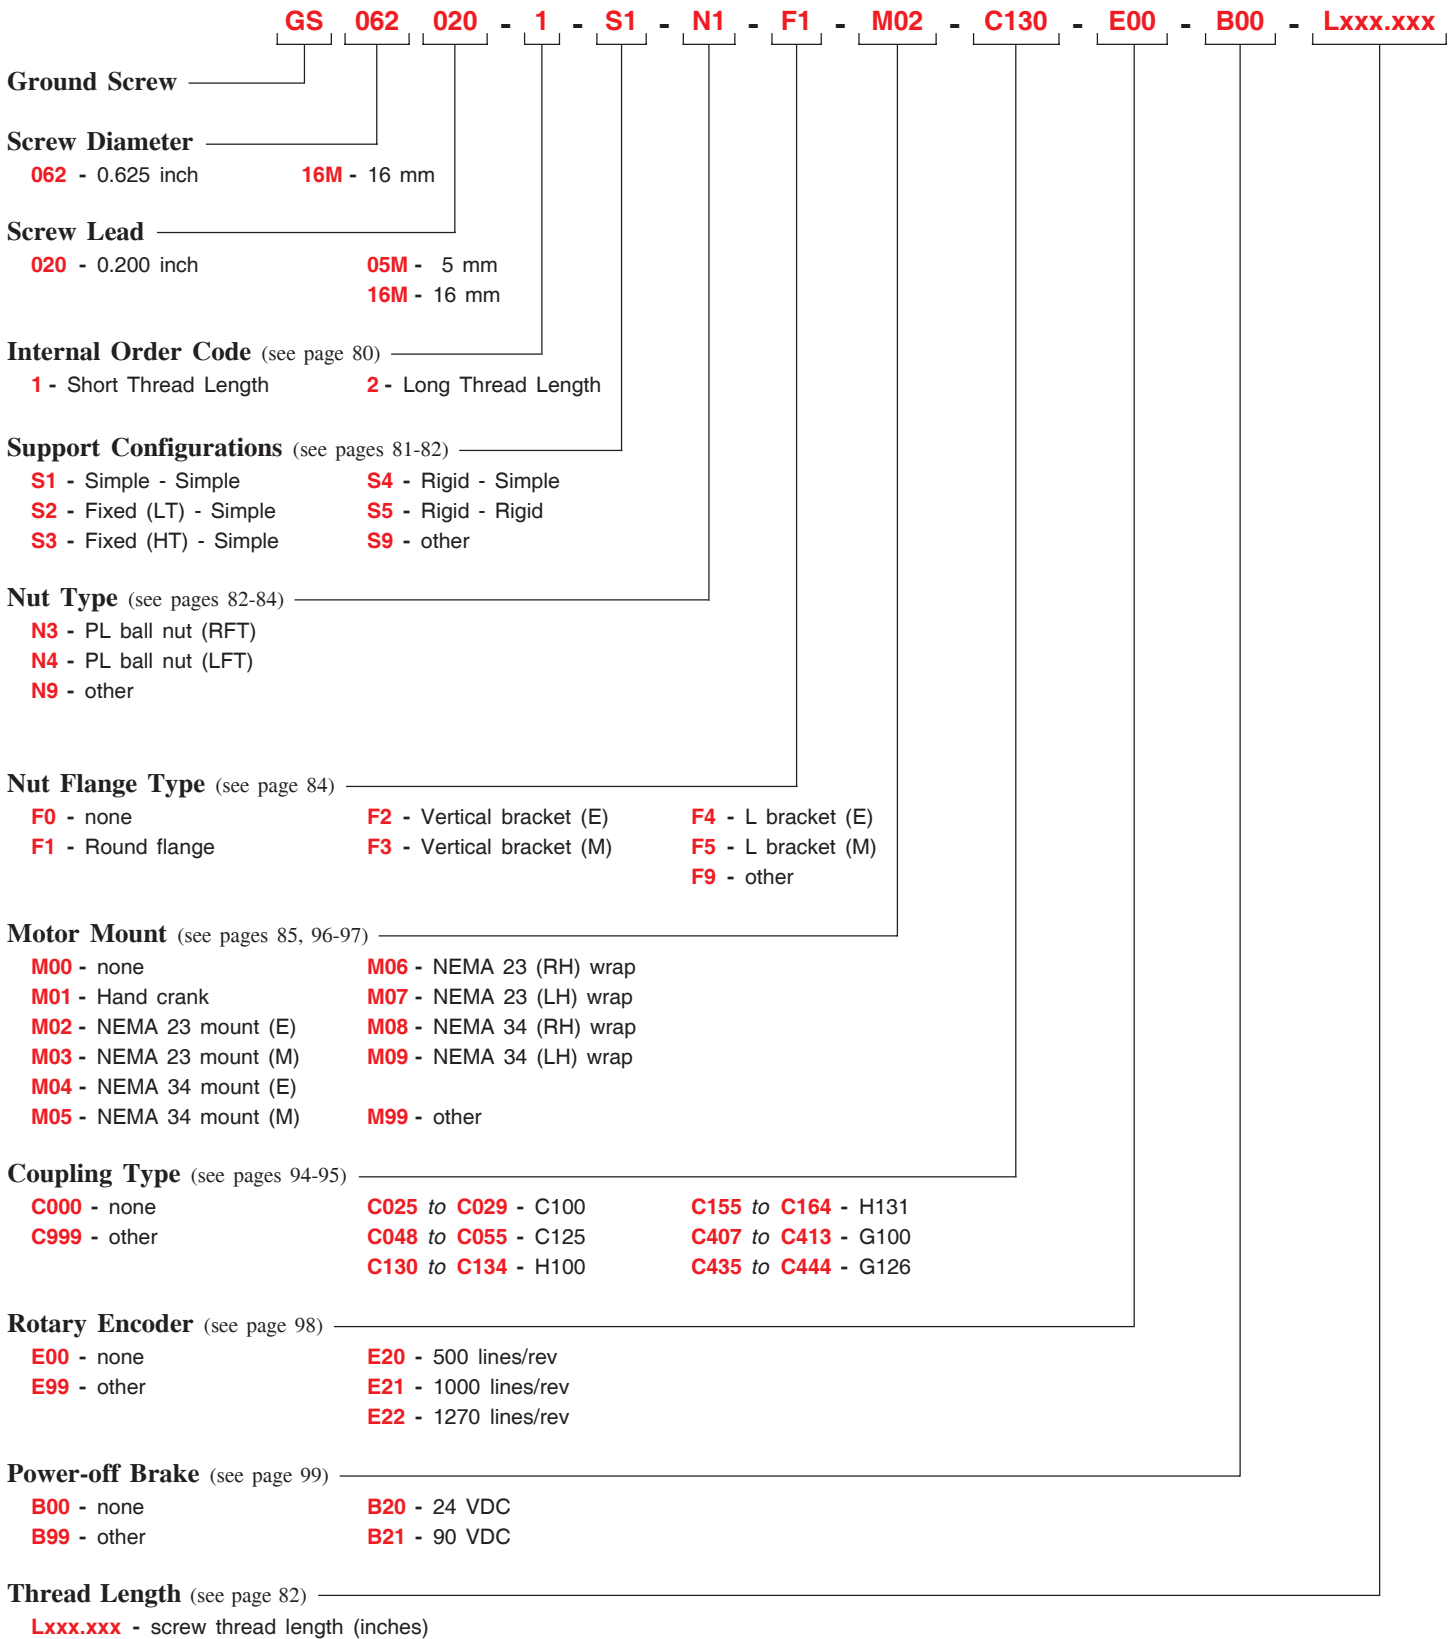 GS 062 020 - 1 - S1 - N1 - F1 - M02 - C130 - E00 - B00 - Lxxx.xxx
Ground Screw
Screw Diameter
062 - 0.625 inch 16M - 16 mm
Screw Lead
020 - 0.200 inch 05M - 5 mm
16M - 16 mm
Internal Order Code (see page 80)
1 - Short Thread Length 2 - Long Thread Length
Support Configurations (see pages 81-82)
S1 - Simple - Simple S4 - Rigid - Simple
S2 - Fixed (LT) - Simple S5 - Rigid - Rigid
S3 - Fixed (HT) - Simple S9 - other
Nut Type (see pages 82-84)
N3 - PL ball nut (RFT)
N4 - PL ball nut (LFT)
N9 - other
Nut Flange Type (see page 84)
F0 - none F2 - Vertical bracket (E) F4 - L bracket (E)
F1 - Round flange F3 - Vertical bracket (M) F5 - L bracket (M)
F9 - other
Motor Mount (see pages 85, 96-97)
M00 - none M06 - NEMA 23 (RH) wrap
M01 - Hand crank M07 - NEMA 23 (LH) wrap
M02 - NEMA 23 mount (E) M08 - NEMA 34 (RH) wrap
M03 - NEMA 23 mount (M) M09 - NEMA 34 (LH) wrap
M04 - NEMA 34 mount (E)
M05 - NEMA 34 mount (M) M99 - other
Coupling Type (see pages 94-95)
C000 - none C025 to C029 - C100 C155 to C164 - H131
C999 - other C048 to C055 - C125 C407 to C413 - G100
C130 to C134 - H100 C435 to C444 - G126
Rotary Encoder (see page 98)
E00 - none E20 - 500 lines/rev
E99 - other E21 - 1000 lines/rev
E22 - 1270 lines/rev
Power-off Brake (see page 99)
B00 - none B20 - 24 VDC
B99 - other B21 - 90 VDC
Thread Length (see page 82)
Lxxx.xxx - screw thread length (inches)